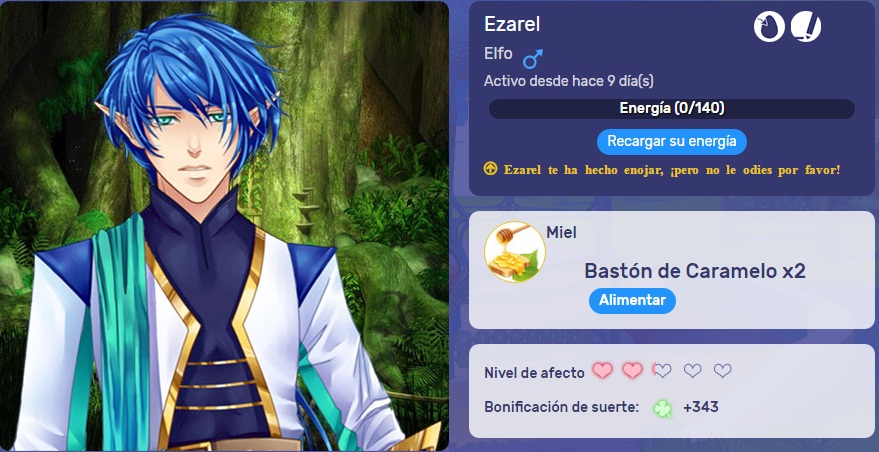 Ezarel
Elfo
Activo desde hace 9 día(s)
Energía (0/140)
Recargar su energía
Ezarel te ha hecho enojar, ¡pero no le odies por favor!
Miel
Bastón de Caramelo x2
Alimentar
Nivel de afecto
Bonificación de suerte: +343